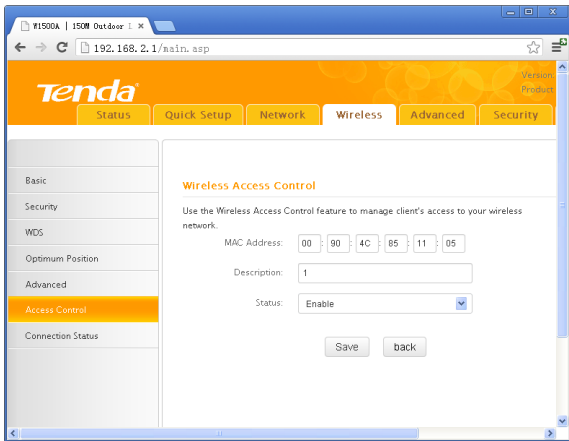 W1500A | 150M Outdoor I
192.168.2.1/main.asp
Version
Product
Tenda
Status
Quick Setup
Network
Wireless
Advanced
Security
Basic
Security
WDS
Optimum Position
Advanced
Access Control
Connection Status
Wireless Access Control
Use the Wireless Access Control feature to manage client's access to your wireless
network.
MAC Address: 00 : 90 : 4C : 85 : 11 : 05
Description: 1
Status: Enable
Save back